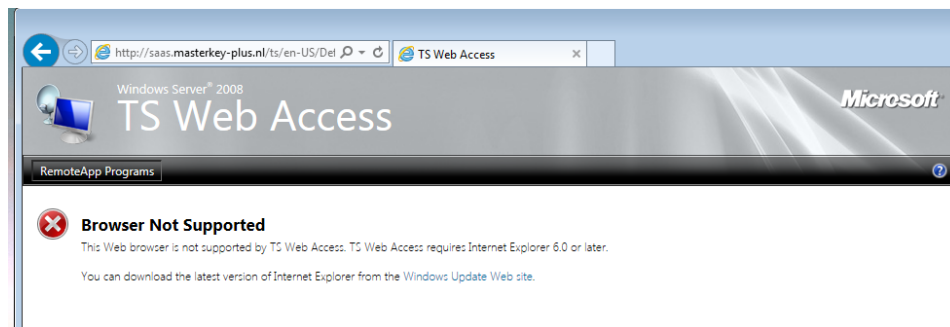 http://saas.masterkey-plus.nl/ts/en-US/Def
TS Web Access
Windows Server® 2008
TS Web Access
Microsoft®
RemoteApp Programs
Browser Not Supported
This Web browser is not supported by TS Web Access. TS Web Access requires Internet Explorer 6.0 or later.
You can download the latest version of Internet Explorer from the Windows Update Web site.